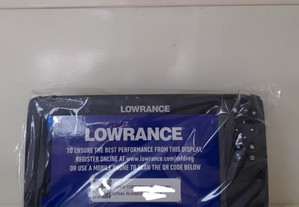 LOWRANCE
LOWRANCE
TO ENSURE THE BEST PERFORMANCE FROM THIS DISPLAY
REGISTER ONLINE AT www.lowrance.com/mfdreg
OR USE A MOBILE PHONE TO SCAN THE QR CODE BELOW